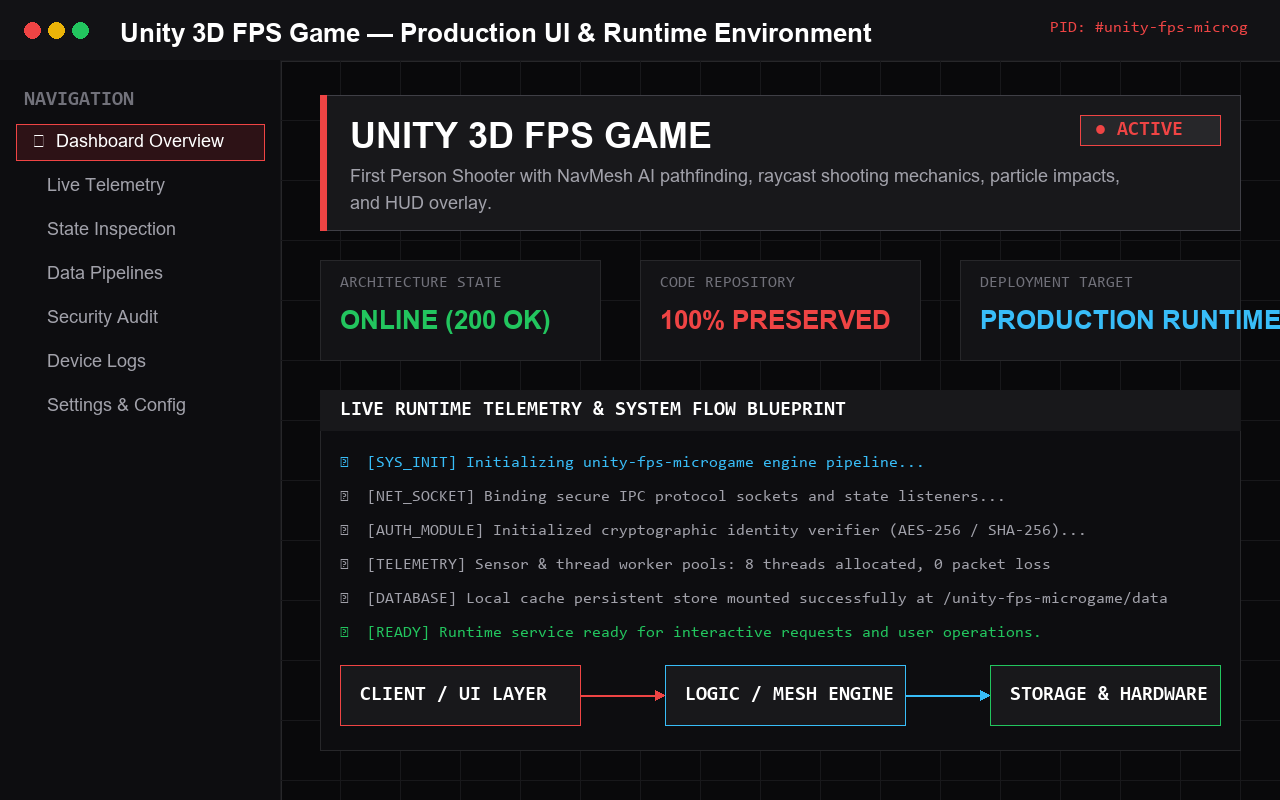 Unity 3D FPS Game — Production UI & Runtime Environment
PID: #unity-fps-microg
NAVIGATION
Dashboard Overview
Live Telemetry
State Inspection
Data Pipelines
Security Audit
Device Logs
Settings & Config
UNITY 3D FPS GAME
● ACTIVE
First Person Shooter with NavMesh AI pathfinding, raycast shooting mechanics, particle impacts,
and HUD overlay.
ARCHITECTURE STATE
ONLINE (200 OK)
CODE REPOSITORY
100% PRESERVED
DEPLOYMENT TARGET
PRODUCTION RUNTIME
LIVE RUNTIME TELEMETRY & SYSTEM FLOW BLUEPRINT
[SYS_INIT] Initializing unity-fps-microgame engine pipeline...
[NET_SOCKET] Binding secure IPC protocol sockets and state listeners...
[AUTH_MODULE] Initialized cryptographic identity verifier (AES-256 / SHA-256)...
[TELEMETRY] Sensor & thread worker pools: 8 threads allocated, 0 packet loss
[DATABASE] Local cache persistent store mounted successfully at /unity-fps-microgame/data
[READY] Runtime service ready for interactive requests and user operations.
CLIENT / UI LAYER
LOGIC / MESH ENGINE
STORAGE & HARDWARE